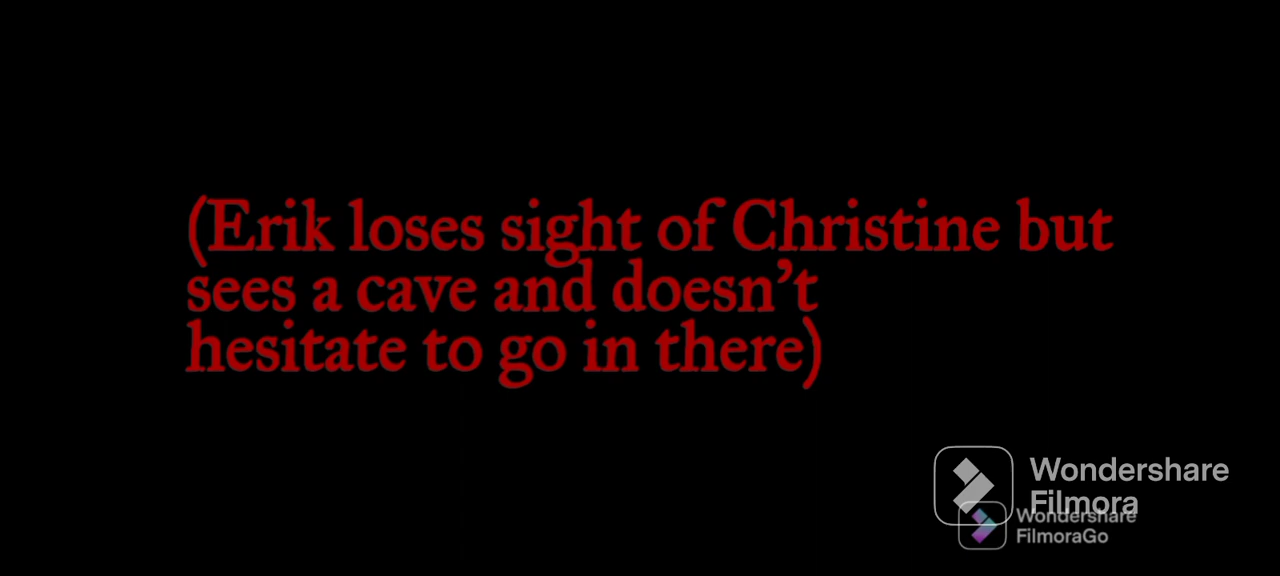 (Erik loses sight of Christine but
sees a cave and doesn’t
hesitate to go in there)
Wondershare
Filmora
Wondershare
FilmoraGo